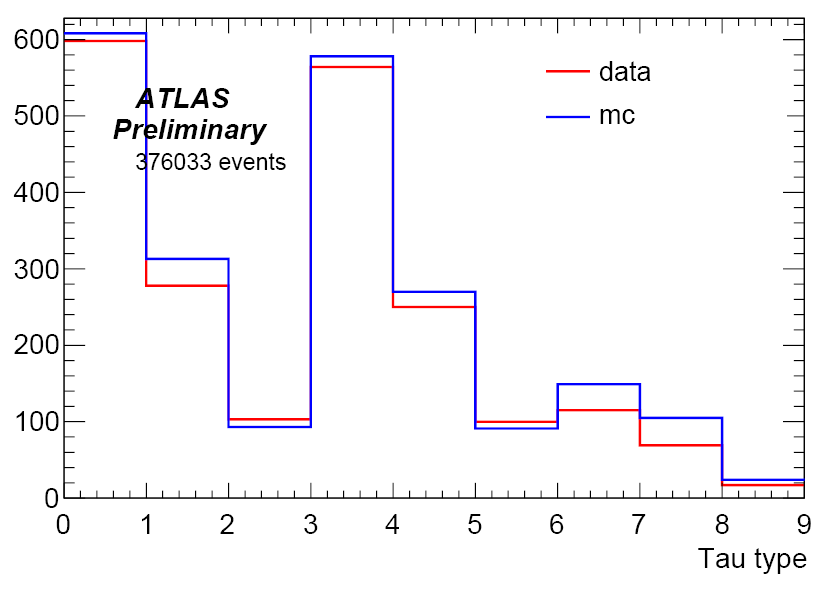 600
500
400
300
200
100
0
ATLAS
Preliminary
376033 events
data
mc
0 1 2 3 4 5 6 7 8 9
Tau type